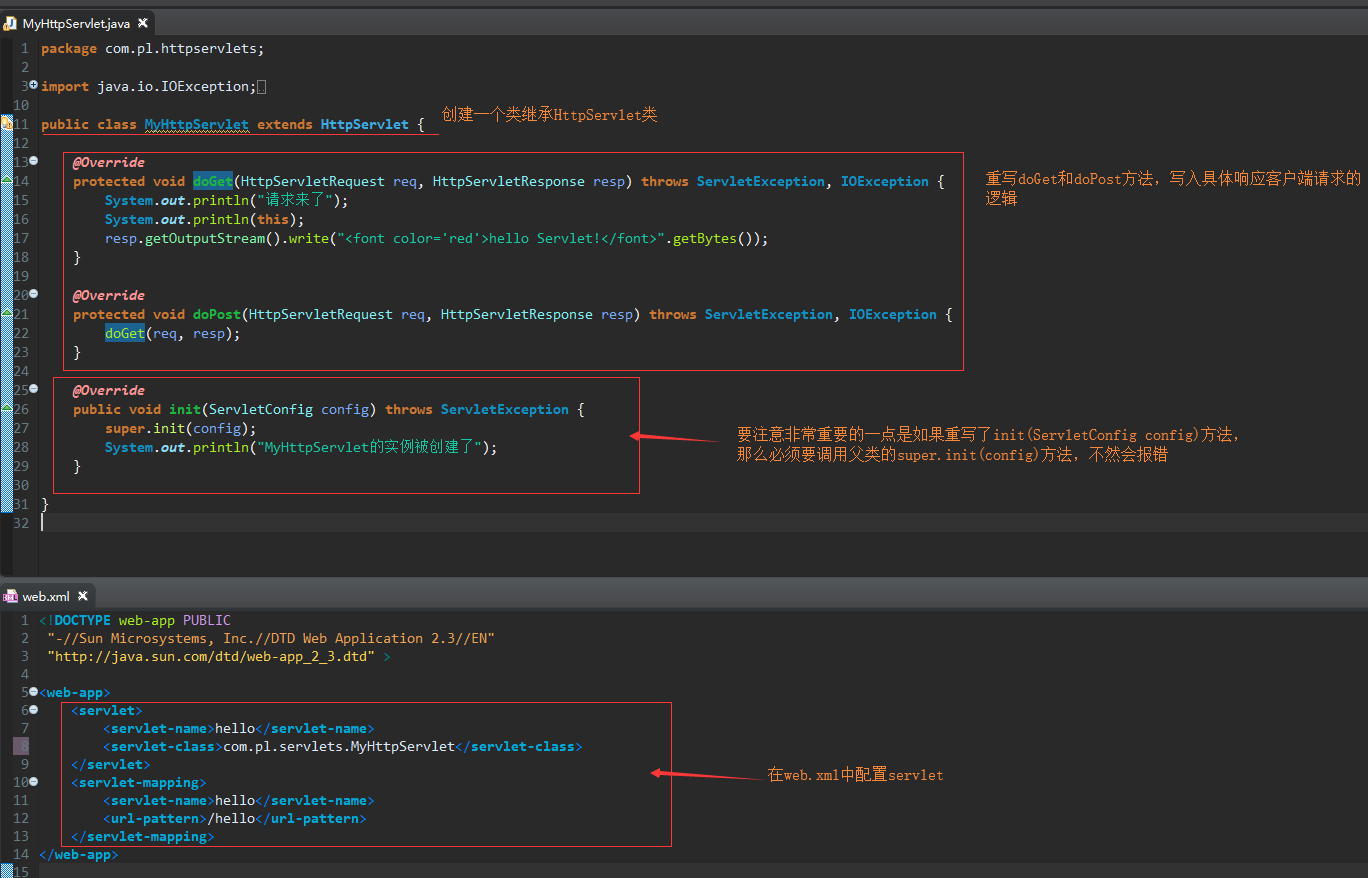 MyHttpServlet.java
1 package com.pl.httpservlets;
2
3 import java.io.IOException;
10
11 public class MyHttpServlet extends HttpServlet {
创建一个类继承HttpServlet类
12
13 @Override
14 protected void doGet(HttpServletRequest req, HttpServletResponse resp) throws ServletException, IOException {
15 System.out.println("请求来了");
16 System.out.println(this);
17 resp.getOutputStream().write("<font color='red'>hello Servlet!</font>".getBytes());
18 }
重写doGet和doPost方法，写入具体响应客户端请求的
逻辑
19
20 @Override
21 protected void doPost(HttpServletRequest req, HttpServletResponse resp) throws ServletException, IOException {
22 doGet(req, resp);
23 }
24
25 @Override
26 public void init(ServletConfig config) throws ServletException {
27 super.init(config);
28 System.out.println("MyHttpServlet的实例被创建了");
29 }
要注意非常重要的一点是如果重写了init(ServletConfig config)方法，
那么必须要调用父类的super.init(config)方法，不然会报错
30
31 }
32
web.xml
1 <!DOCTYPE web-app PUBLIC
2 "-//Sun Microsystems, Inc.//DTD Web Application 2.3//EN"
3 "http://java.sun.com/dtd/web-app_2_3.dtd" >
4
5 <web-app>
6 <servlet>
7 <servlet-name>hello</servlet-name>
8 <servlet-class>com.pl.servlets.MyHttpServlet</servlet-class>
9 </servlet>
10 <servlet-mapping>
11 <servlet-name>hello</servlet-name>
12 <url-pattern>/hello</url-pattern>
13 </servlet-mapping>
在web.xml中配置servlet
14 </web-app>
15